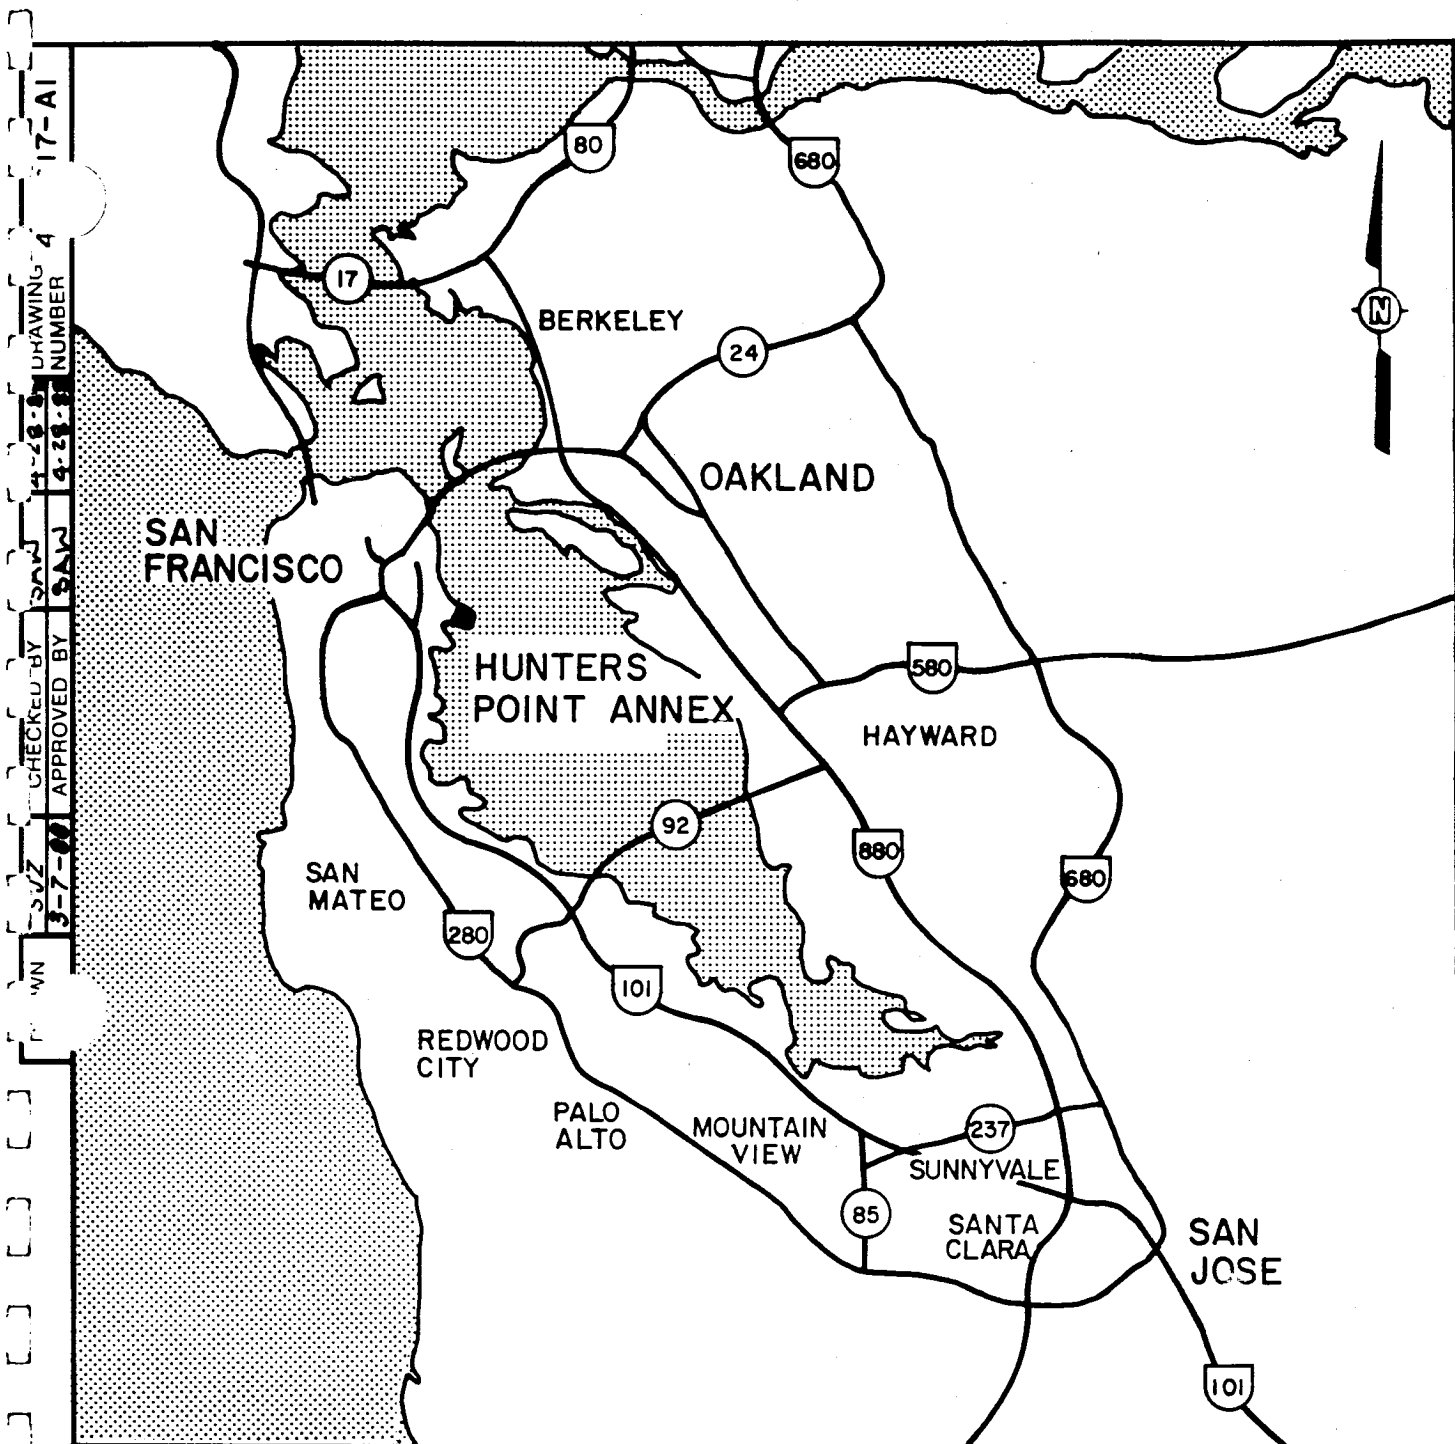 80
680
17
BERKELEY
24
N
OAKLAND
SAN
FRANCISCO
HUNTERS
POINT ANNEX
580
HAYWARD
92
880
680
SAN
MATEO
280
101
REDWOOD
CITY
PALO
ALTO
MOUNTAIN
VIEW
237
SUNNYVALE
85
SANTA
CLARA
SAN
JOSE
101
DRAWING
NUMBER
17-A1
4
CHECKED BY
APPROVED BY
3-7-